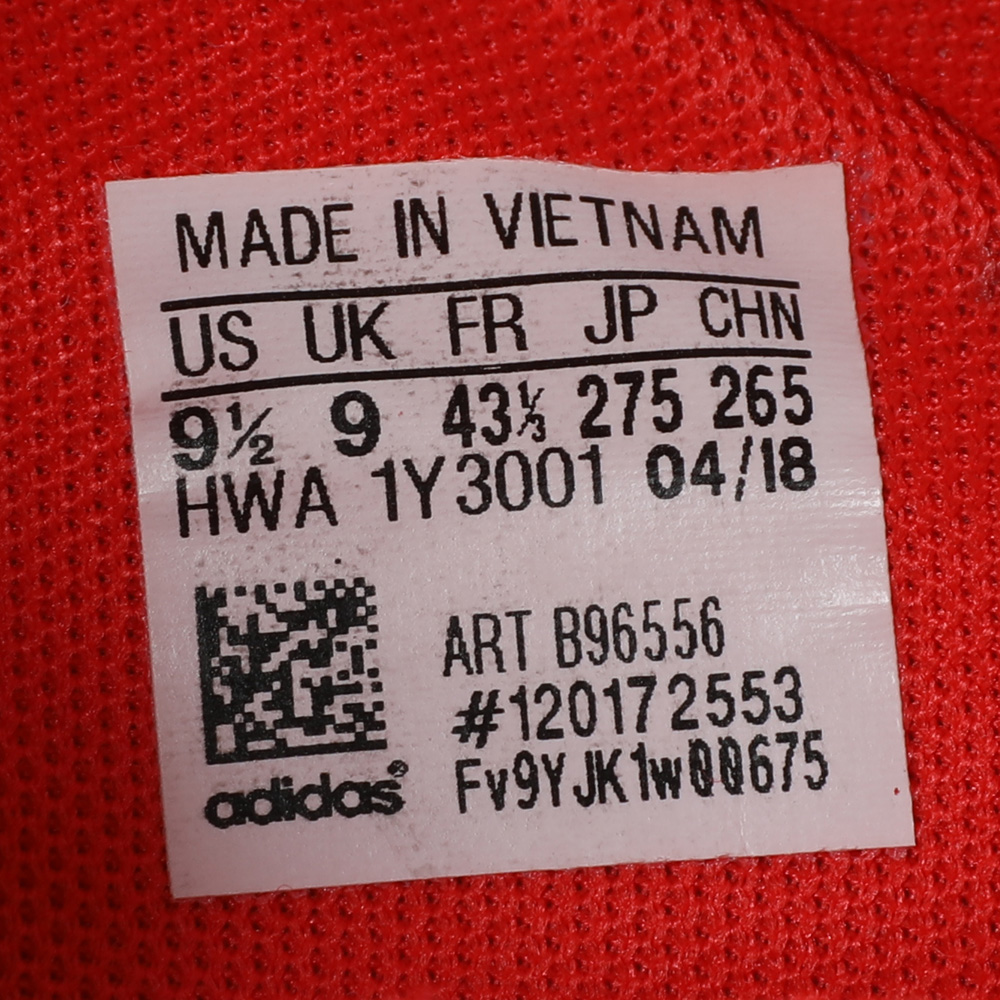 MADE IN VIETNAM
US UK FR JP CHN
9½ 9 43⅓ 275 265
HWA 1Y3001 04/18
ART B96556
#120172553
Fv9YJK1w00675
adidas®